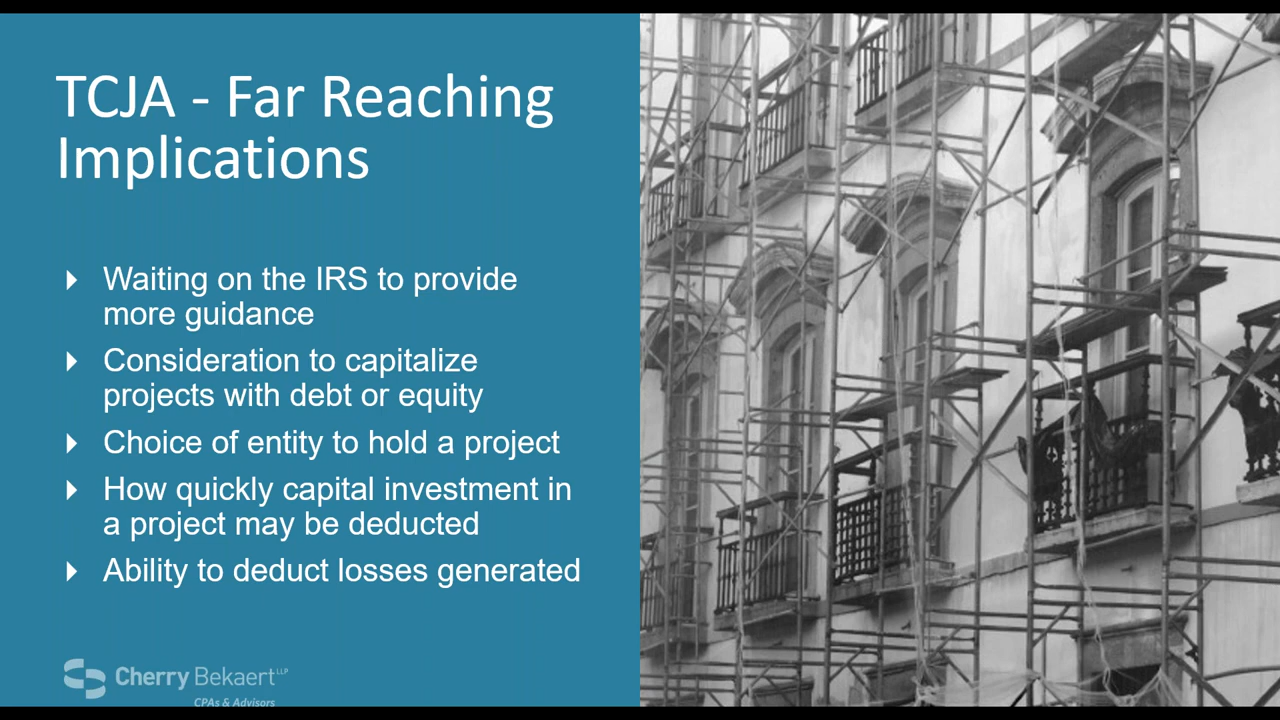 TCJA - Far Reaching
Implications
Waiting on the IRS to provide
more guidance
Consideration to capitalize
projects with debt or equity
Choice of entity to hold a project
How quickly capital investment in
a project may be deducted
Ability to deduct losses generated
Cherry Bekaert LLP
CPAs & Advisors